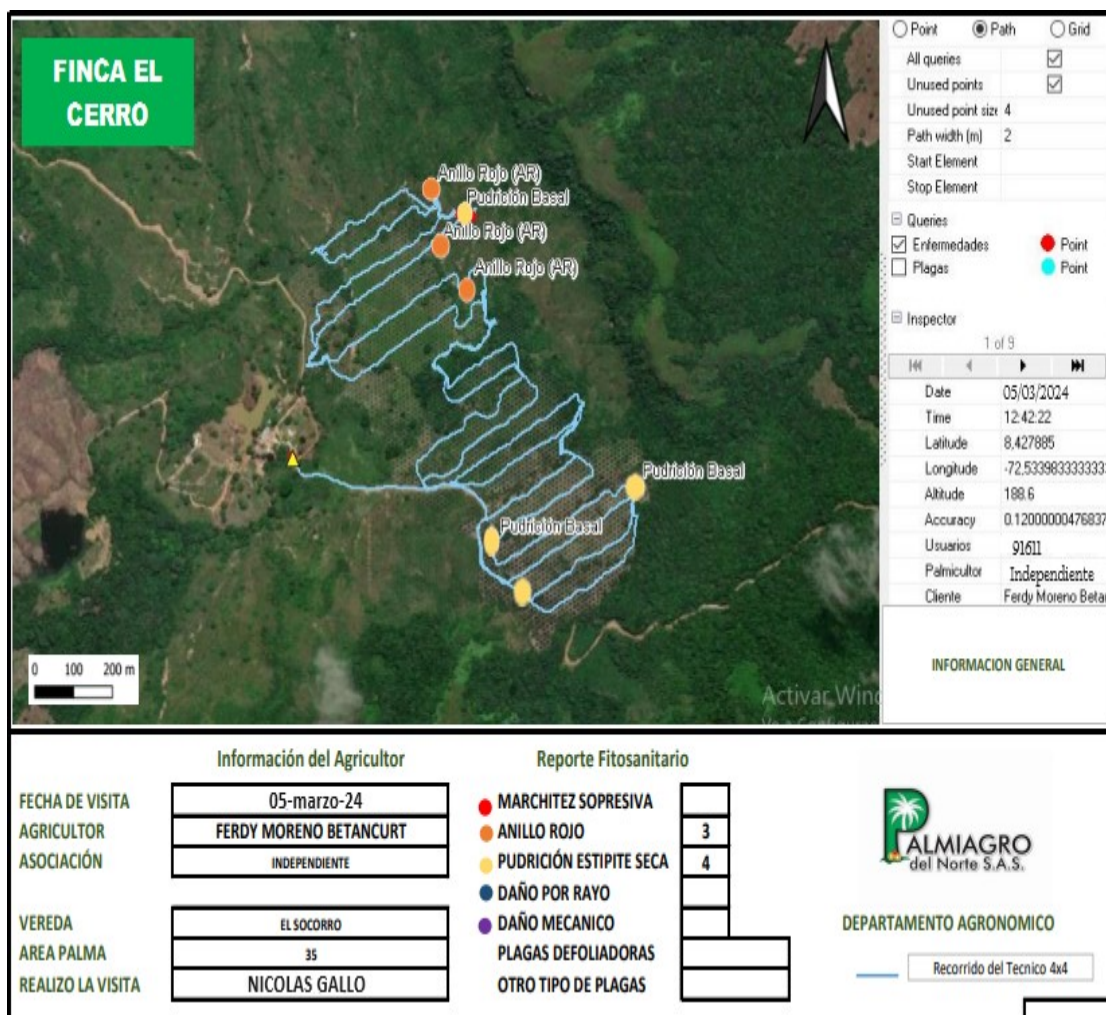 FINCA EL
CERRO
Anillo Rojo (AR)
Pudrición Basal
Anillo Rojo (AR)
Anillo Rojo (AR)
Pudrición Basal
Pudrición Basal
0 100 200 m
Activar Wind
Point Path Grid
All queries
Unused points
Unused point size 4
Path width (m) 2
Start Element
Stop Element
Queries
Enfermedades Point
Plagas Point
Inspector
1 of 9
Date 05/03/2024
Time 12:42:22
Latitude 8,427885
Longitude -72,533983333333
Altitude 188.6
Accuracy 0.12000000476837
Usuarios 91611
Palmicultor Independiente
Cliente Ferdy Moreno Betar
INFORMACION GENERAL
Información del Agricultor
FECHA DE VISITA 05-marzo-24
AGRICULTOR FERDY MORENO BETANCURT
ASOCIACIÓN INDEPENDIENTE
VEREDA EL SOCORRO
AREA PALMA 35
REALIZO LA VISITA NICOLAS GALLO
Reporte Fitosanitario
MARCHITEZ SOPRESIVA
ANILLO ROJO 3
PUDRICIÓN ESTIPITE SECA 4
DAÑO POR RAYO
DAÑO MECANICO
PLAGAS DEFOLIADORAS
OTRO TIPO DE PLAGAS
PALMIAGRO
del Norte S.A.S.
DEPARTAMENTO AGRONOMICO
Recorrido del Tecnico 4x4